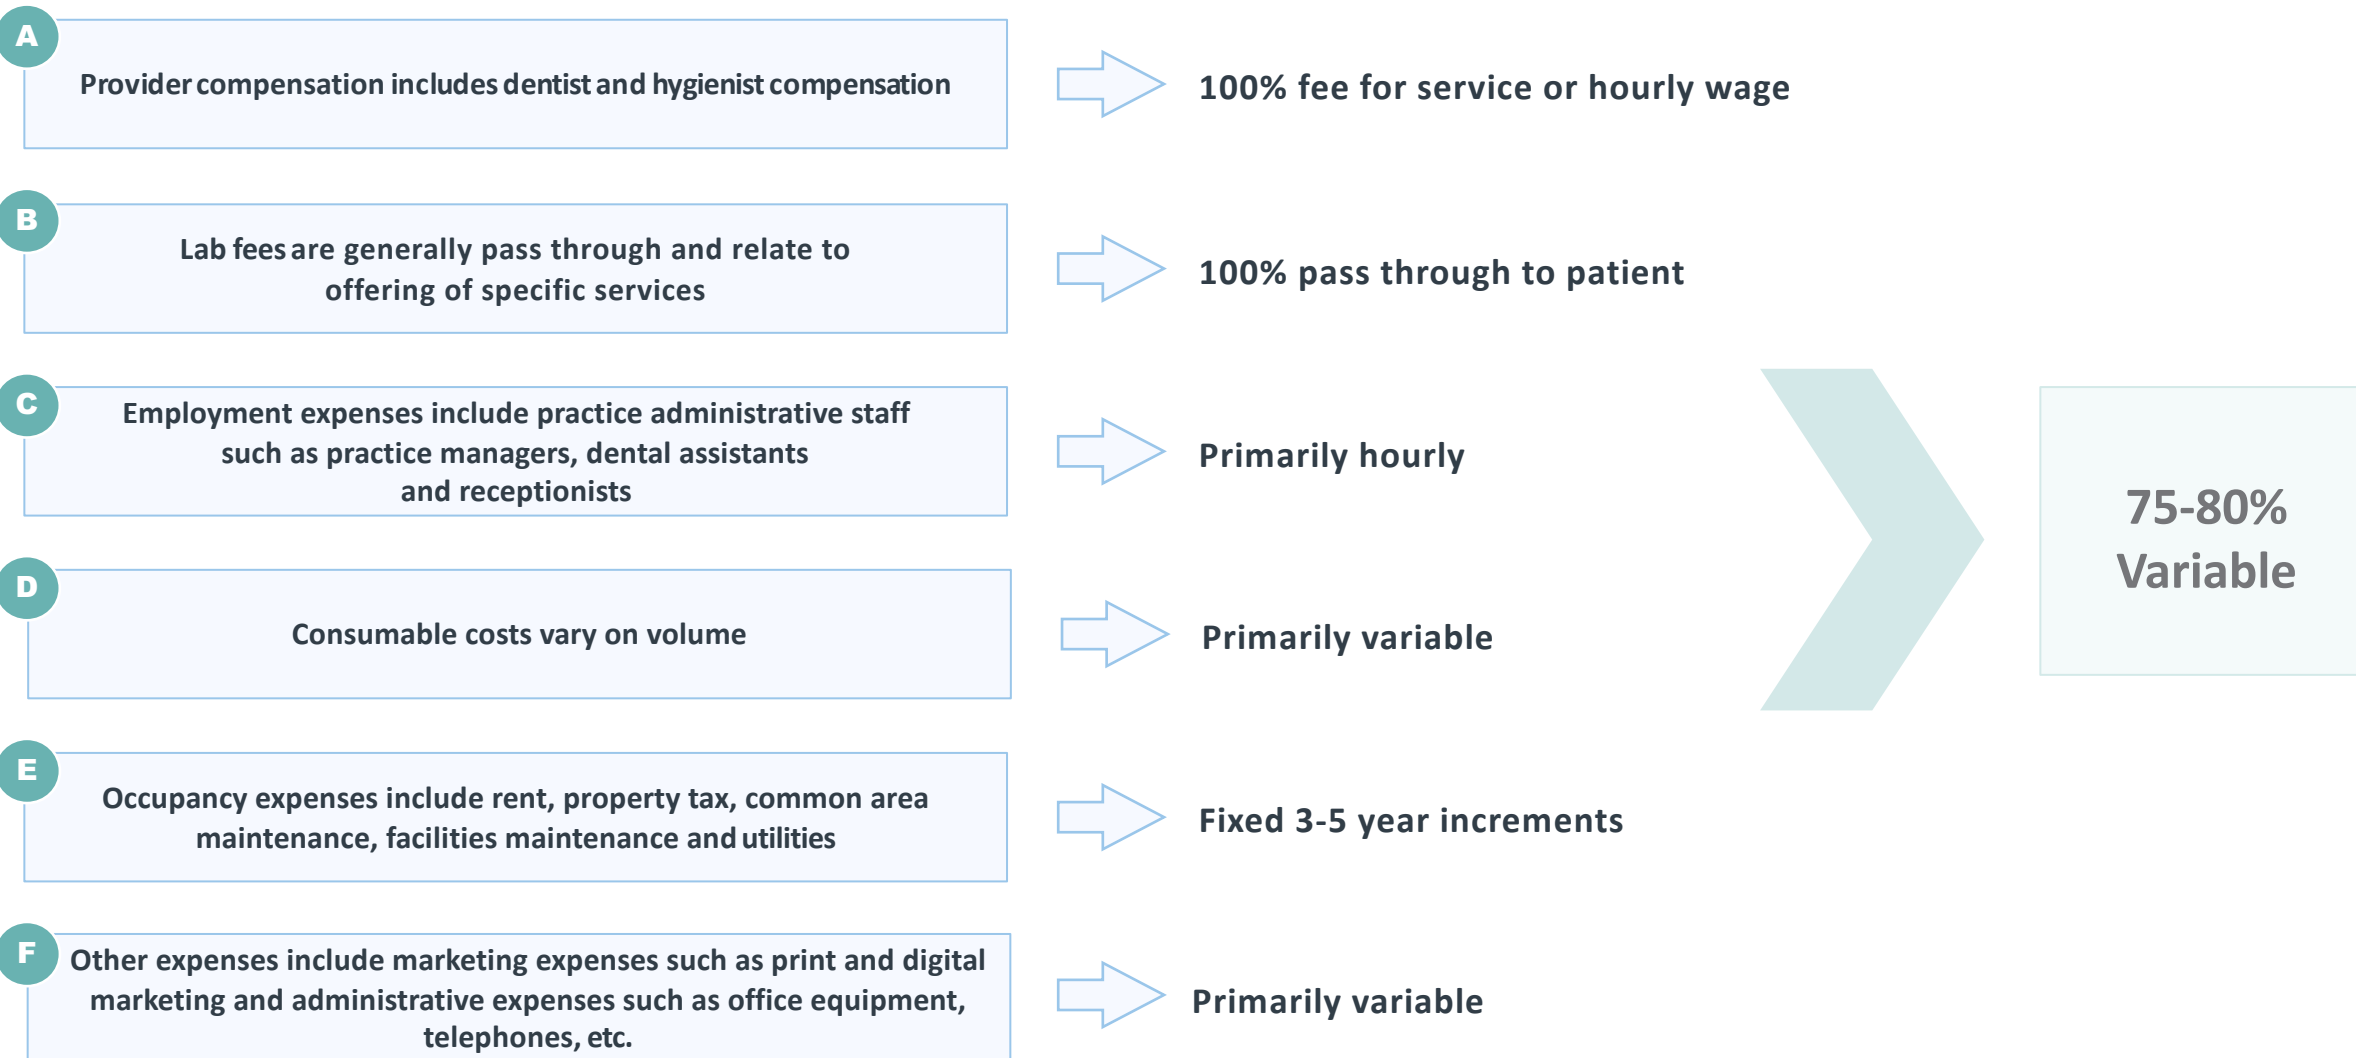 A
Provider compensation includes dentist and hygienist compensation
100% fee for service or hourly wage
B
Lab fees are generally pass through and relate to
offering of specific services
100% pass through to patient
C
Employment expenses include practice administrative staff
such as practice managers, dental assistants
and receptionists
Primarily hourly
D
Consumable costs vary on volume
Primarily variable
E
Occupancy expenses include rent, property tax, common area
maintenance, facilities maintenance and utilities
Fixed 3-5 year increments
F
Other expenses include marketing expenses such as print and digital
marketing and administrative expenses such as office equipment,
telephones, etc.
Primarily variable
75-80%
Variable